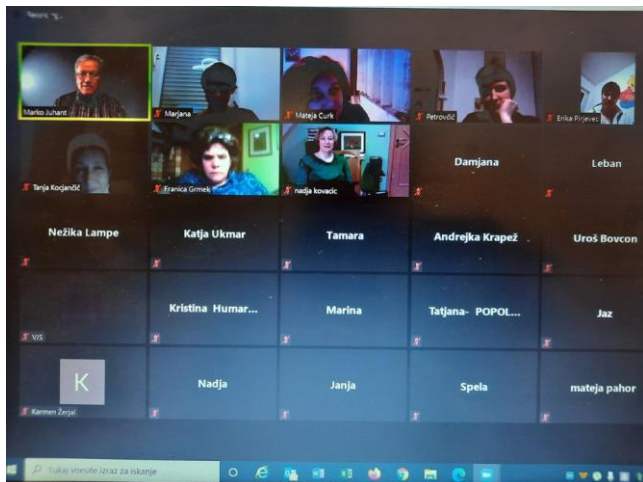 Marko Juhant
Marjana
Mateja Curk
Petrovčič
Erika Pirjevec
Tanja Kocjančič
Franica Grmek
nadja kovacic
Damjana
Leban
Nežika Lampe
Katja Ukmar
Tamara
Andrejka Krapež
Uroš Bovcon
VJS
Kristina Humar...
Marina
Tatjana- POPOL...
Jaz
K
Karmen Žerjal
Nadja
Janja
Spela
mateja pahor
Tukaj vnesite izraz za iskanje